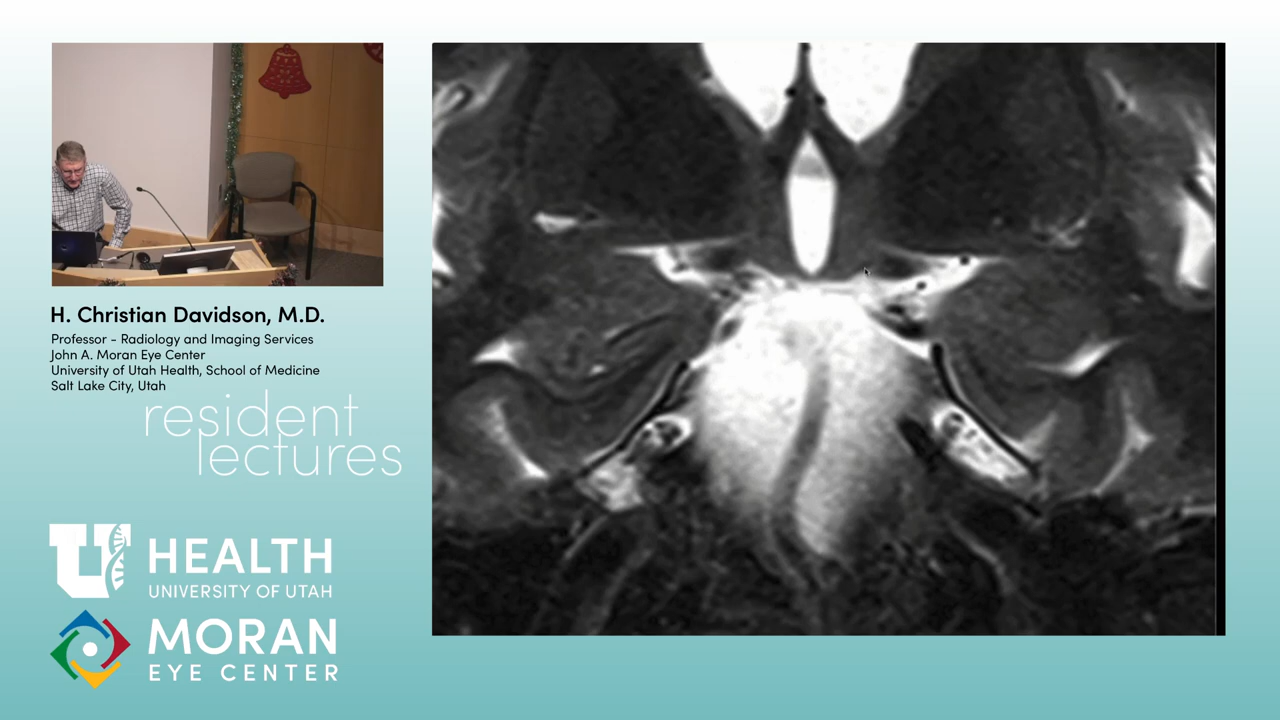 H. Christian Davidson, M.D.
Professor - Radiology and Imaging Services
John A. Moran Eye Center
University of Utah Health, School of Medicine
Salt Lake City, Utah
resident
lectures
U HEALTH
UNIVERSITY OF UTAH
MORAN
EYE CENTER